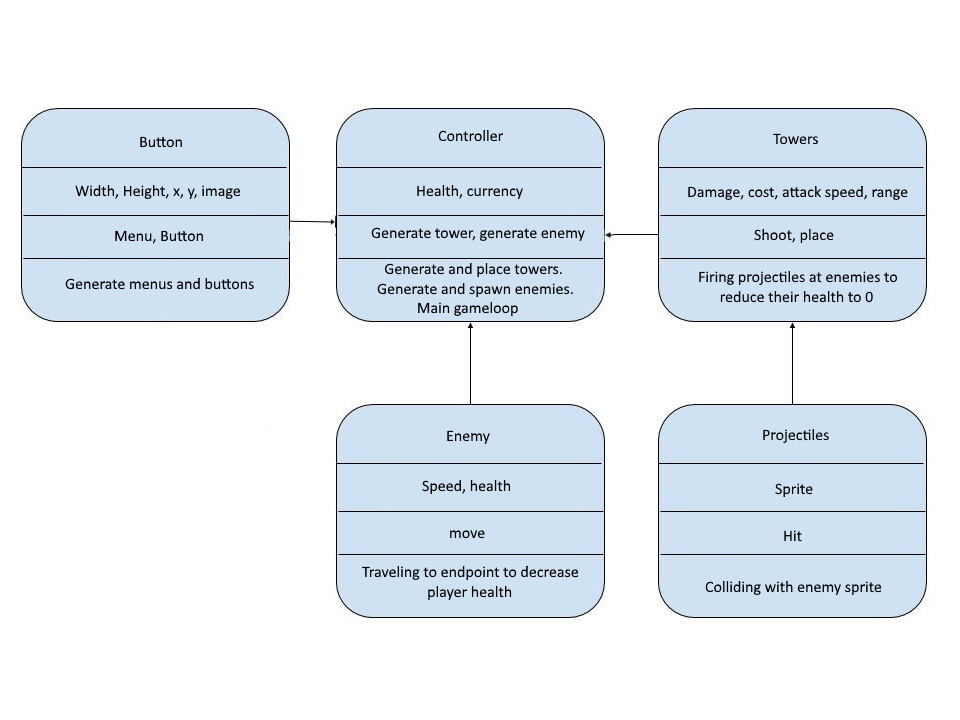 Button
Width, Height, x, y, image
Menu, Button
Generate menus and buttons
Controller
Health, currency
Generate tower, generate enemy
Generate and place towers.
Generate and spawn enemies.
Main gameloop
Towers
Damage, cost, attack speed, range
Shoot, place
Firing projectiles at enemies to
reduce their health to 0
Enemy
Speed, health
move
Traveling to endpoint to decrease
player health
Projectiles
Sprite
Hit
Colliding with enemy sprite